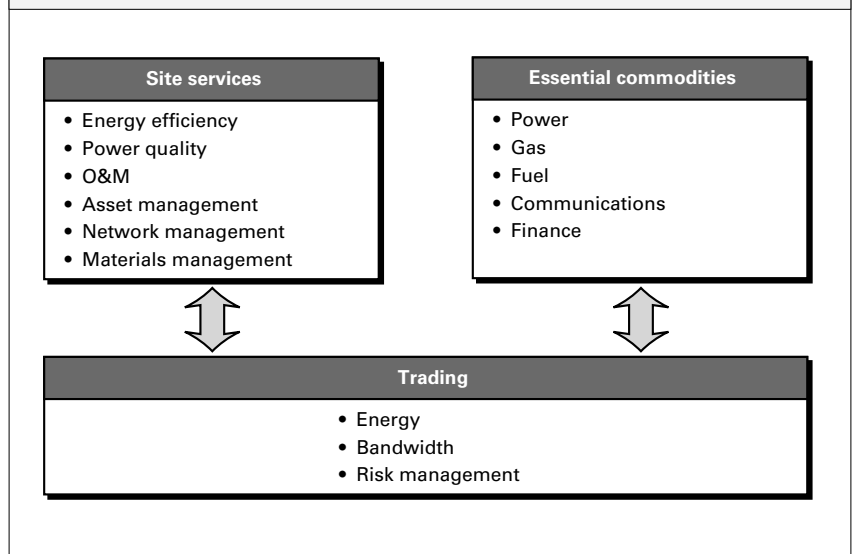 Site services
• Energy efficiency
• Power quality
• O&M
• Asset management
• Network management
• Materials management
Essential commodities
• Power
• Gas
• Fuel
• Communications
• Finance
Trading
• Energy
• Bandwidth
• Risk management